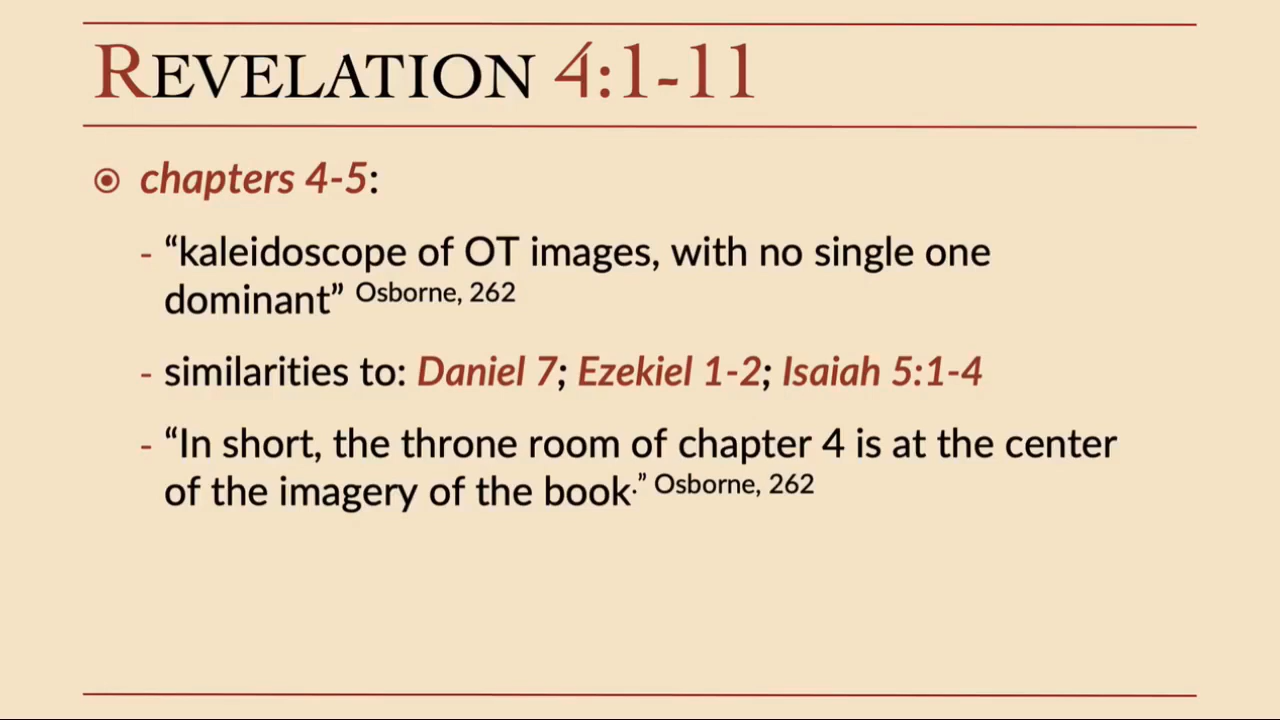 REVELATION 4:1-11
chapters 4-5:
- “kaleidoscope of OT images, with no single one
dominant” Osborne, 262
- similarities to: Daniel 7; Ezekiel 1-2; Isaiah 5:1-4
- “In short, the throne room of chapter 4 is at the center
of the imagery of the book.” Osborne, 262